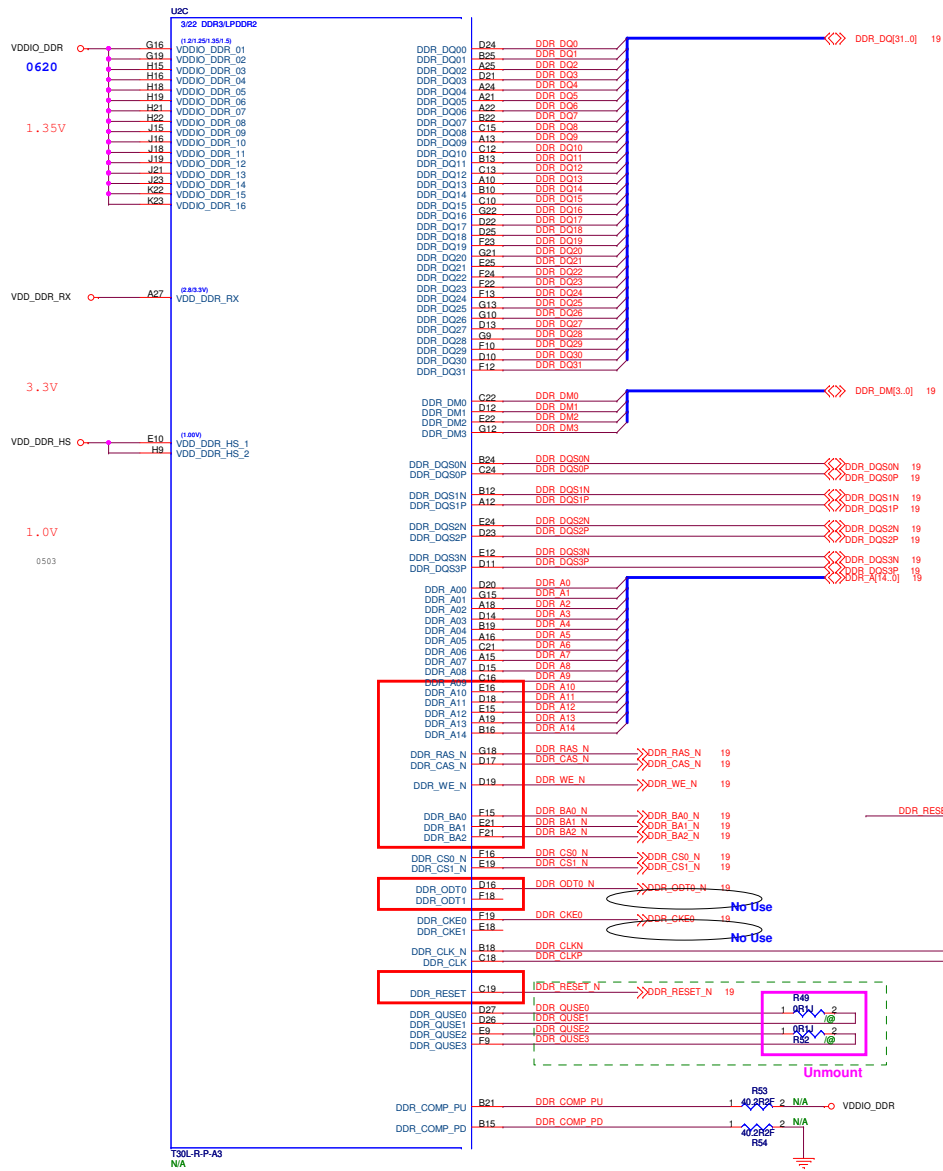 U2C
3/22 DDR3/LPDDR2
(1.2/1.25/1.35/1.5)
VDDIO_DDR
0620
1.35V
G16 VDDIO_DDR_01
G19 VDDIO_DDR_02
H15 VDDIO_DDR_03
H16 VDDIO_DDR_04
H18 VDDIO_DDR_05
H19 VDDIO_DDR_06
H21 VDDIO_DDR_07
H22 VDDIO_DDR_08
J15 VDDIO_DDR_09
J16 VDDIO_DDR_10
J18 VDDIO_DDR_11
J19 VDDIO_DDR_12
J21 VDDIO_DDR_13
J23 VDDIO_DDR_14
K22 VDDIO_DDR_15
K23 VDDIO_DDR_16
(2.8/3.3V)
VDD_DDR_RX A27 VDD_DDR_RX
3.3V
(1.00V)
VDD_DDR_HS E10 VDD_DDR_HS_1
H9 VDD_DDR_HS_2
1.0V
0503
DDR_DQ00 D24 DDR_DQ0 DDR_DQ[31..0] 19
DDR_DQ01 B25 DDR_DQ1
DDR_DQ02 A25 DDR_DQ2
DDR_DQ03 D21 DDR_DQ3
DDR_DQ04 A24 DDR_DQ4
DDR_DQ05 A21 DDR_DQ5
DDR_DQ06 A22 DDR_DQ6
DDR_DQ07 B22 DDR_DQ7
DDR_DQ08 C15 DDR_DQ8
DDR_DQ09 A13 DDR_DQ9
DDR_DQ10 C12 DDR_DQ10
DDR_DQ11 B13 DDR_DQ11
DDR_DQ12 C13 DDR_DQ12
DDR_DQ13 A10 DDR_DQ13
DDR_DQ14 B10 DDR_DQ14
DDR_DQ15 C10 DDR_DQ15
DDR_DQ16 G22 DDR_DQ16
DDR_DQ17 D22 DDR_DQ17
DDR_DQ18 D25 DDR_DQ18
DDR_DQ19 F23 DDR_DQ19
DDR_DQ20 G21 DDR_DQ20
DDR_DQ21 E25 DDR_DQ21
DDR_DQ22 F24 DDR_DQ22
DDR_DQ23 F22 DDR_DQ23
DDR_DQ24 F13 DDR_DQ24
DDR_DQ25 G13 DDR_DQ25
DDR_DQ26 G10 DDR_DQ26
DDR_DQ27 D13 DDR_DQ27
DDR_DQ28 G9 DDR_DQ28
DDR_DQ29 F10 DDR_DQ29
DDR_DQ30 D10 DDR_DQ30
DDR_DQ31 F12 DDR_DQ31
DDR_DM[3..0] 19
DDR_DM0 C22 DDR_DM0
DDR_DM1 D12 DDR_DM1
DDR_DM2 E22 DDR_DM2
DDR_DM3 G12 DDR_DM3
DDR_DQS0N B24 DDR_DQS0N DDR_DQS0N 19
DDR_DQS0P C24 DDR_DQS0P DDR_DQS0P 19
DDR_DQS1N B12 DDR_DQS1N DDR_DQS1N 19
DDR_DQS1P A12 DDR_DQS1P DDR_DQS1P 19
DDR_DQS2N E24 DDR_DQS2N DDR_DQS2N 19
DDR_DQS2P D23 DDR_DQS2P DDR_DQS2P 19
DDR_DQS3N E12 DDR_DQS3N DDR_DQS3N 19
DDR_DQS3P D11 DDR_DQS3P DDR_DQS3P 19
DDR_A[14..0] 19
DDR_A00 D20 DDR_A0
DDR_A01 G15 DDR_A1
DDR_A02 A18 DDR_A2
DDR_A03 D14 DDR_A3
DDR_A04 B19 DDR_A4
DDR_A05 A16 DDR_A5
DDR_A06 C21 DDR_A6
DDR_A07 A15 DDR_A7
DDR_A08 D15 DDR_A8
DDR_A09 C16 DDR_A9
DDR_A10 E16 DDR_A10
DDR_A11 D18 DDR_A11
DDR_A12 E15 DDR_A12
DDR_A13 A19 DDR_A13
DDR_A14 B16 DDR_A14
DDR_RAS_N G18 DDR_RAS_N DDR_RAS_N 19
DDR_CAS_N D17 DDR_CAS_N DDR_CAS_N 19
DDR_WE_N D19 DDR_WE_N DDR_WE_N 19
DDR_BA0 F15 DDR_BA0_N DDR_BA0_N 19
DDR_BA1 E21 DDR_BA1_N DDR_BA1_N 19
DDR_BA2 F21 DDR_BA2_N DDR_BA2_N 19
DDR_RESE
DDR_CS0_N F16 DDR_CS0_N DDR_CS0_N 19
DDR_CS1_N E19 DDR_CS1_N DDR_CS1_N 19
DDR_ODT0 D16 DDR_ODT0_N DDR_ODT0_N 19
DDR_ODT1 F18
No Use
DDR_CKE0 F19 DDR_CKE0 DDR_CKE0 19
DDR_CKE1 E18
No Use
DDR_CLK_N B18 DDR_CLKN
DDR_CLK C18 DDR_CLKP
DDR_RESET C19 DDR_RESET_N DDR_RESET_N 19
R49
DDR_QUSE0 D27 DDR_QUSE0 1 0R1J 2
DDR_QUSE1 D26 DDR_QUSE1 /@
DDR_QUSE2 E9 DDR_QUSE2 1 0R1J 2
DDR_QUSE3 F9 DDR_QUSE3 R52 /@
Unmount
R53
DDR_COMP_PU B21 DDR_COMP_PU 1 40.2R2F 2 N/A VDDIO_DDR
DDR_COMP_PD B15 DDR_COMP_PD 1 40.2R2F 2 N/A
R54
T30L-R-P-A3
N/A